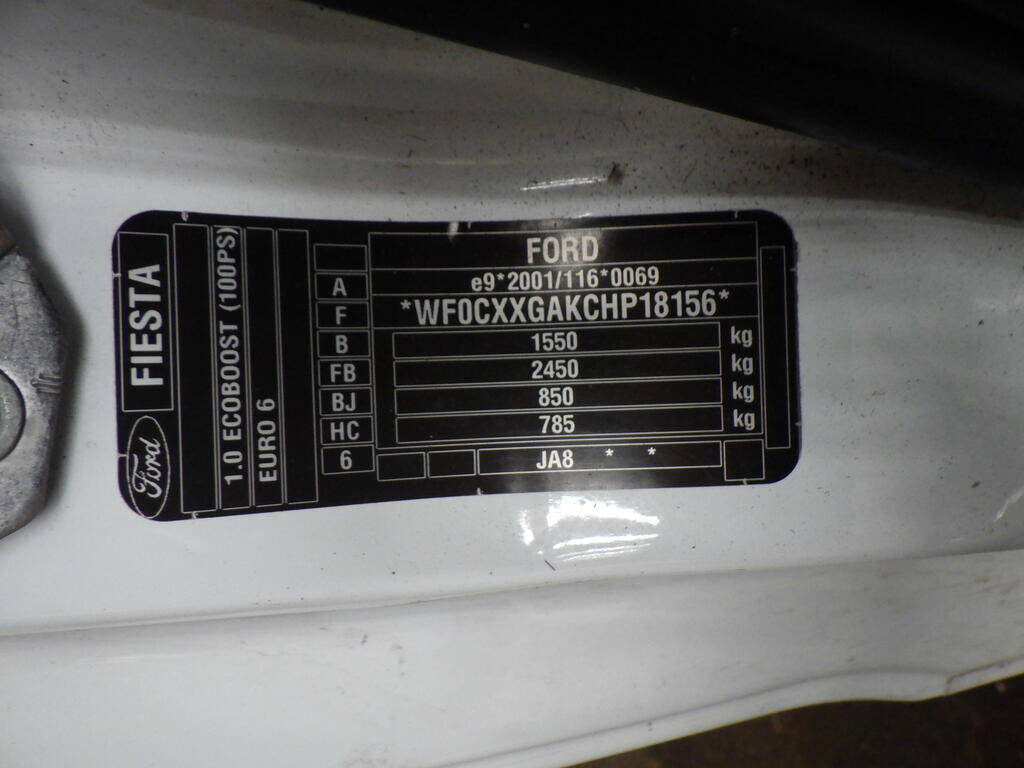 FORD
A e9*2001/116*0069
F *WF0CXXGAKCHP18156*
B 1550 kg
FB 2450 kg
BJ 850 kg
HC 785 kg
6 JA8 * *
FIESTA
Ford
1.0 ECOBOOST (100PS)
EURO 6